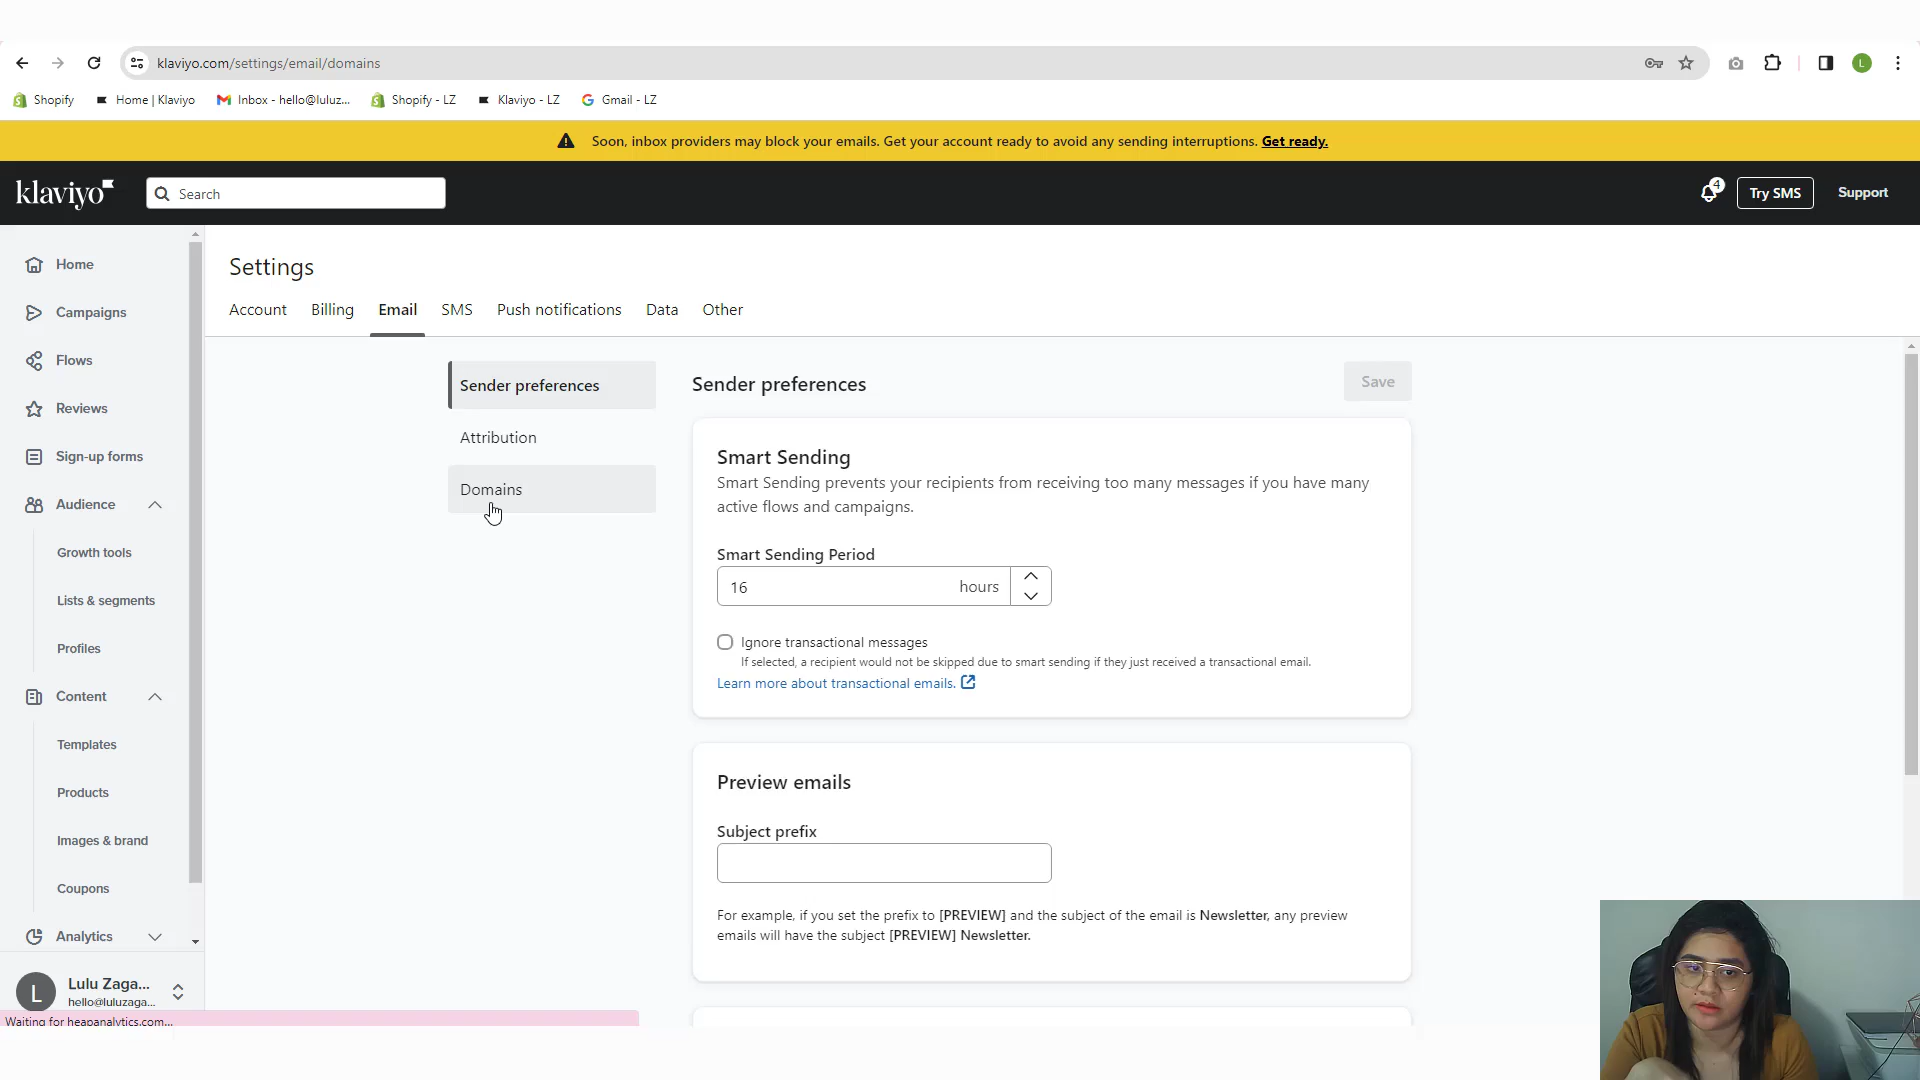 klaviyo.com/settings/email/domains
Shopify
Home | Klaviyo
Inbox - hello@luluz...
Shopify - LZ
Klaviyo - LZ
Gmail - LZ
L
Soon, inbox providers may block your emails. Get your account ready to avoid any sending interruptions. Get ready.
klaviyo
Search
4
Try SMS
Support
Home
Campaigns
Flows
Reviews
Sign-up forms
Audience
Growth tools
Lists & segments
Profiles
Content
Templates
Products
Images & brand
Coupons
Analytics
L
Lulu Zaga...
hello@luluzaga...
Waiting for heapanalytics.com...
Settings
Account
Billing
Email
SMS
Push notifications
Data
Other
Sender preferences
Attribution
Domains
Sender preferences
Save
Smart Sending
Smart Sending prevents your recipients from receiving too many messages if you have many
active flows and campaigns.
Smart Sending Period
16 hours
Ignore transactional messages
If selected, a recipient would not be skipped due to smart sending if they just received a transactional email.
Learn more about transactional emails.
Preview emails
Subject prefix
For example, if you set the prefix to [PREVIEW] and the subject of the email is Newsletter, any preview
emails will have the subject [PREVIEW] Newsletter.